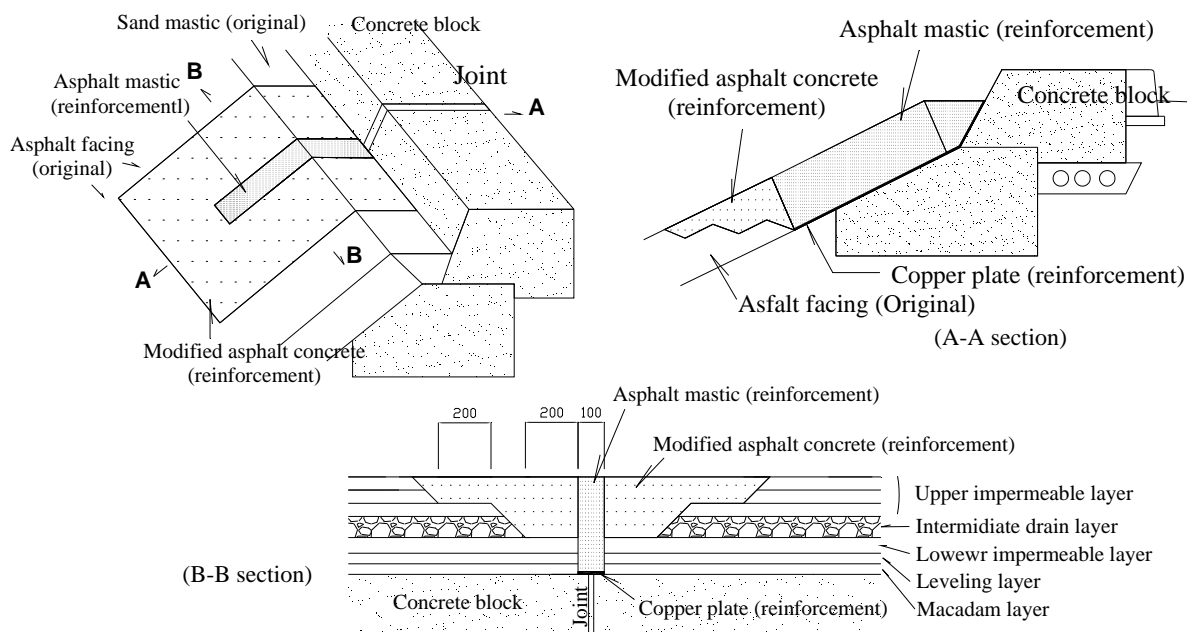 Sand mastic (original)
Concrete block
Joint
Asphalt mastic
(reinforcementl)
B
A
Asphalt facing
(original)
B
A
Modified asphalt concrete
(reinforcement)
Asphalt mastic (reinforcement)
Modified asphalt concrete
(reinforcement)
Concrete block
Copper plate (reinforcement)
Asfalt facing (Original)
(A-A section)
Asphalt mastic (reinforcement)
200
200
100
Modified asphalt concrete (reinforcement)
Upper impermeable layer
Intermidiate drain layer
Lowewr impermeable layer
Leveling layer
Macadam layer
(B-B section)
Concrete block
Joint
Copper plate (reinforcement)